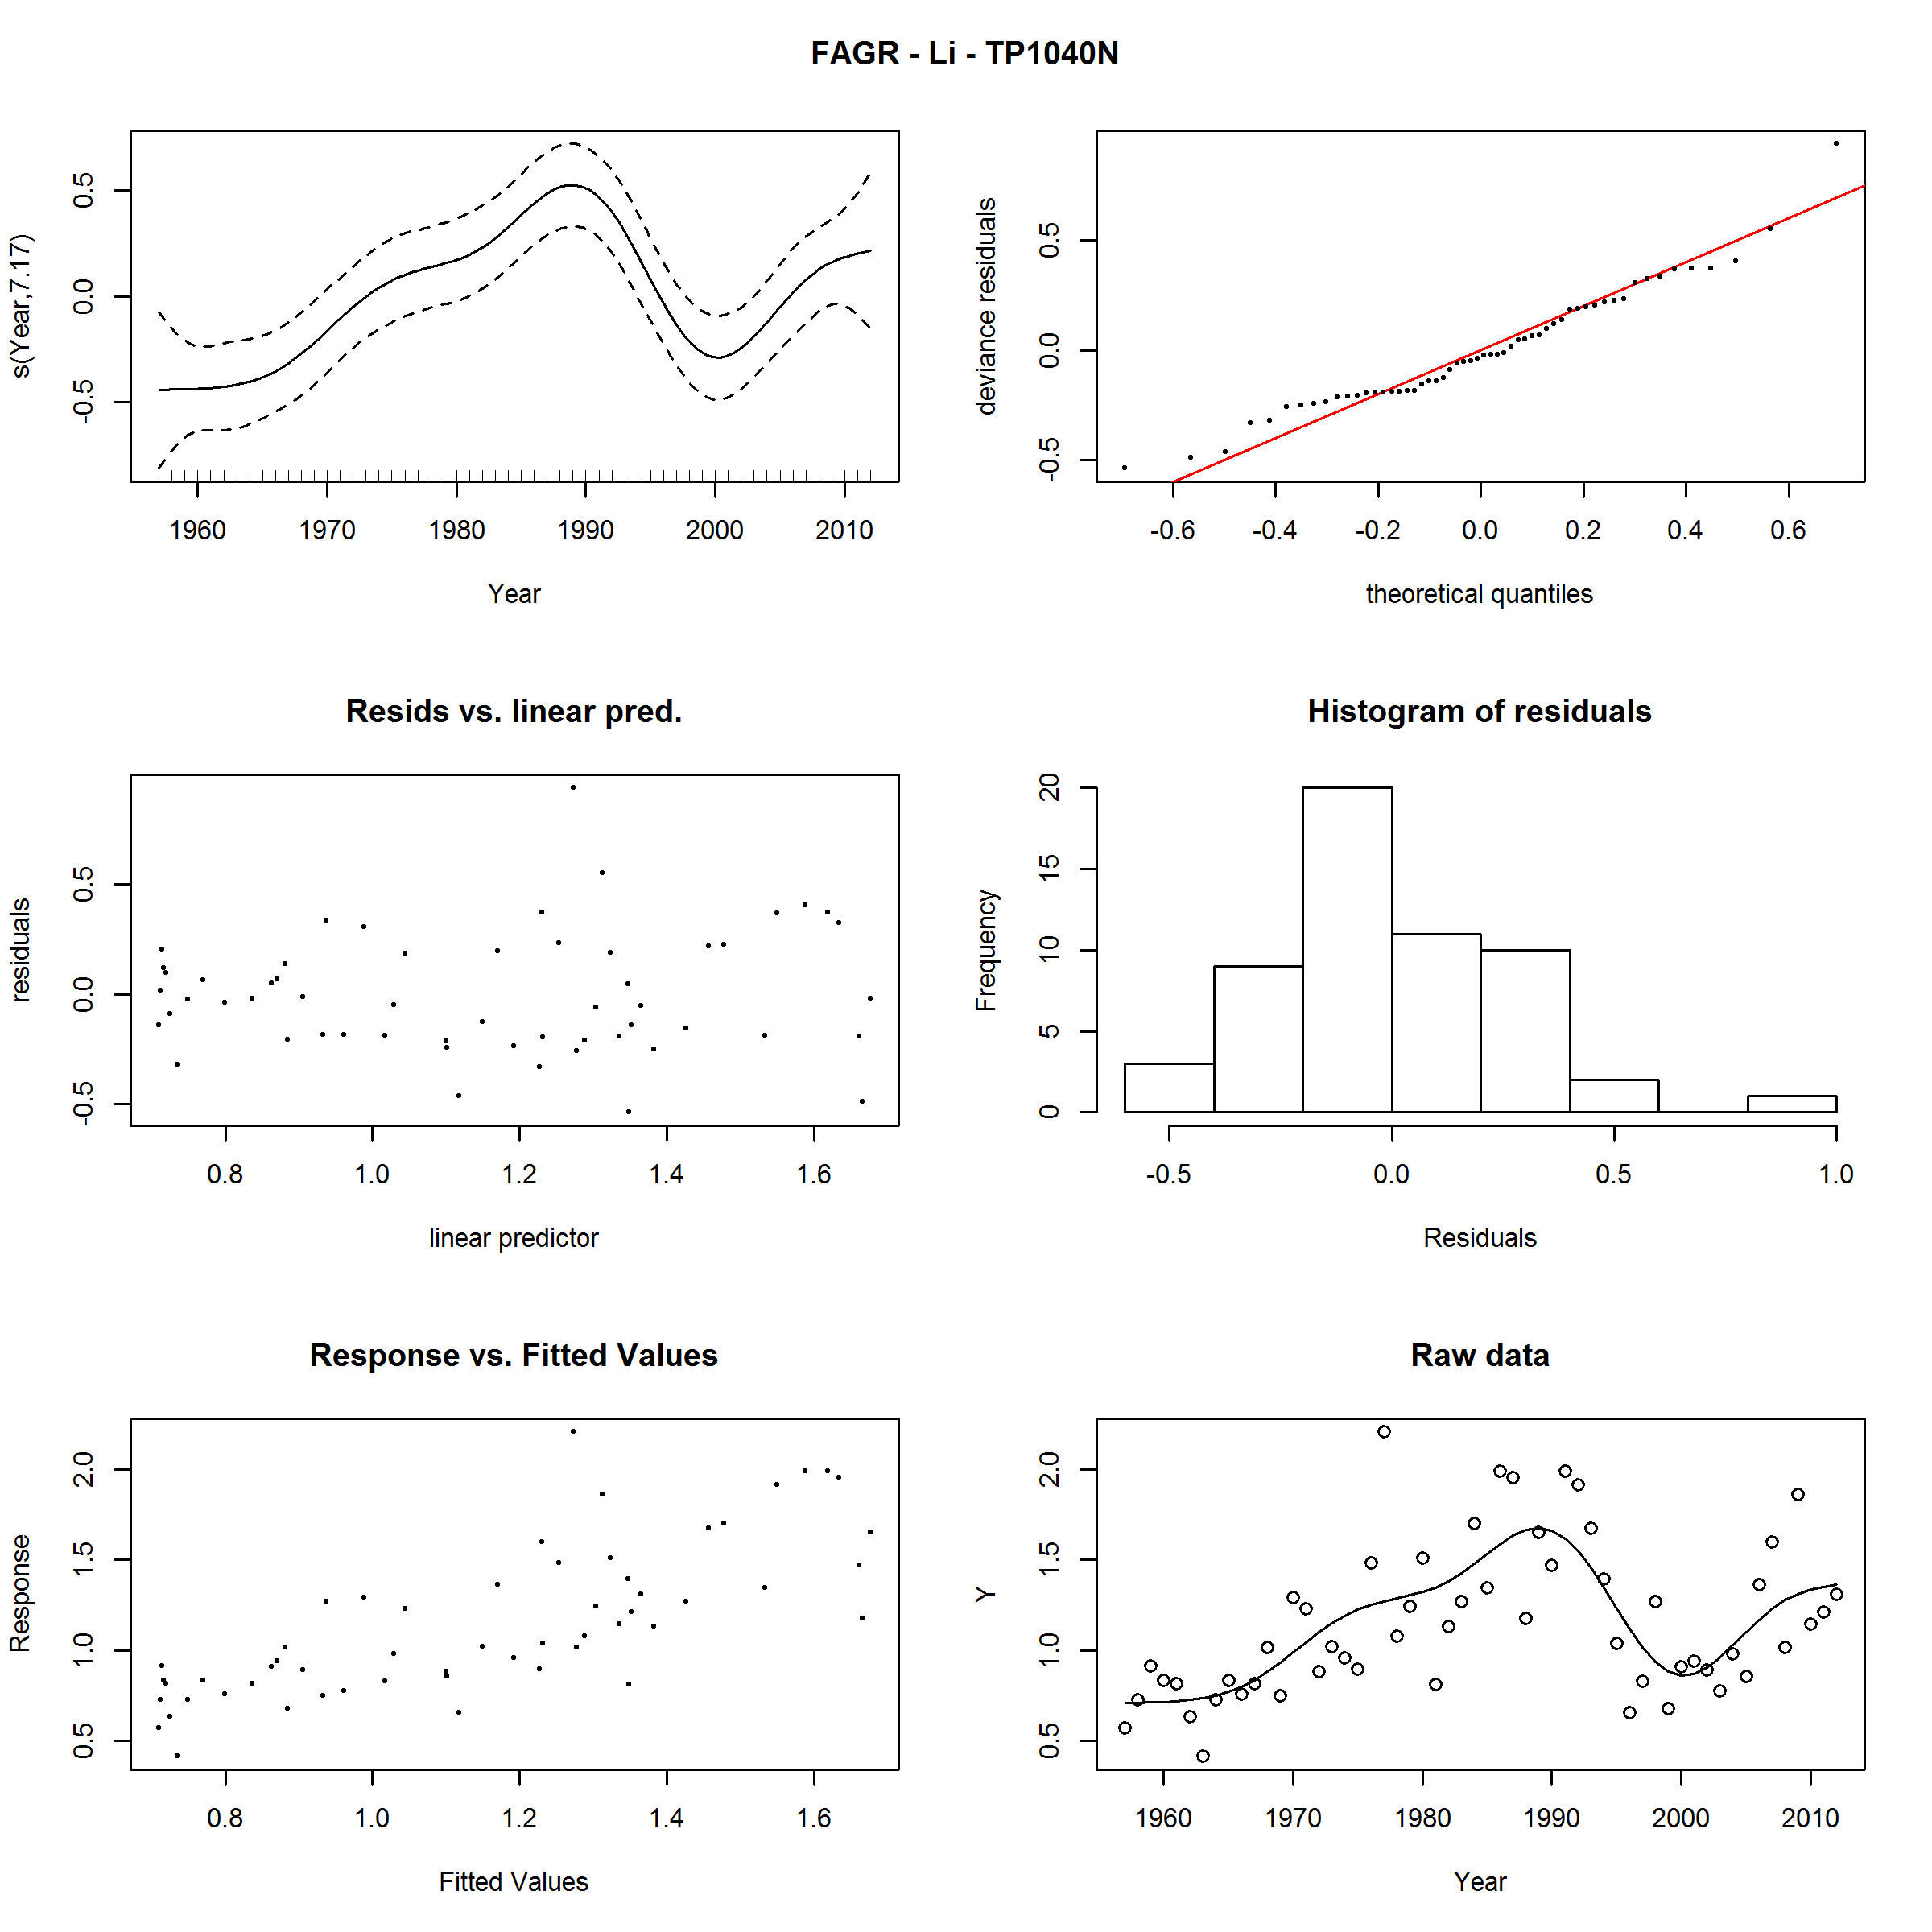 FAGR - Li - TP1040N
s(Year,7.17)
0.5
0.0
-0.5
1960 1970 1980 1990 2000 2010
Year
deviance residuals
0.5
0.0
-0.5
-0.6 -0.4 -0.2 0.0 0.2 0.4 0.6
theoretical quantiles
Resids vs. linear pred.
residuals
0.5
0.0
-0.5
0.8 1.0 1.2 1.4 1.6
linear predictor
Histogram of residuals
Frequency
20
15
10
5
0
-0.5 0.0 0.5 1.0
Residuals
Response vs. Fitted Values
Response
2.0
1.5
1.0
0.5
0.8 1.0 1.2 1.4 1.6
Fitted Values
Raw data
Y
2.0
1.5
1.0
0.5
1960 1970 1980 1990 2000 2010
Year